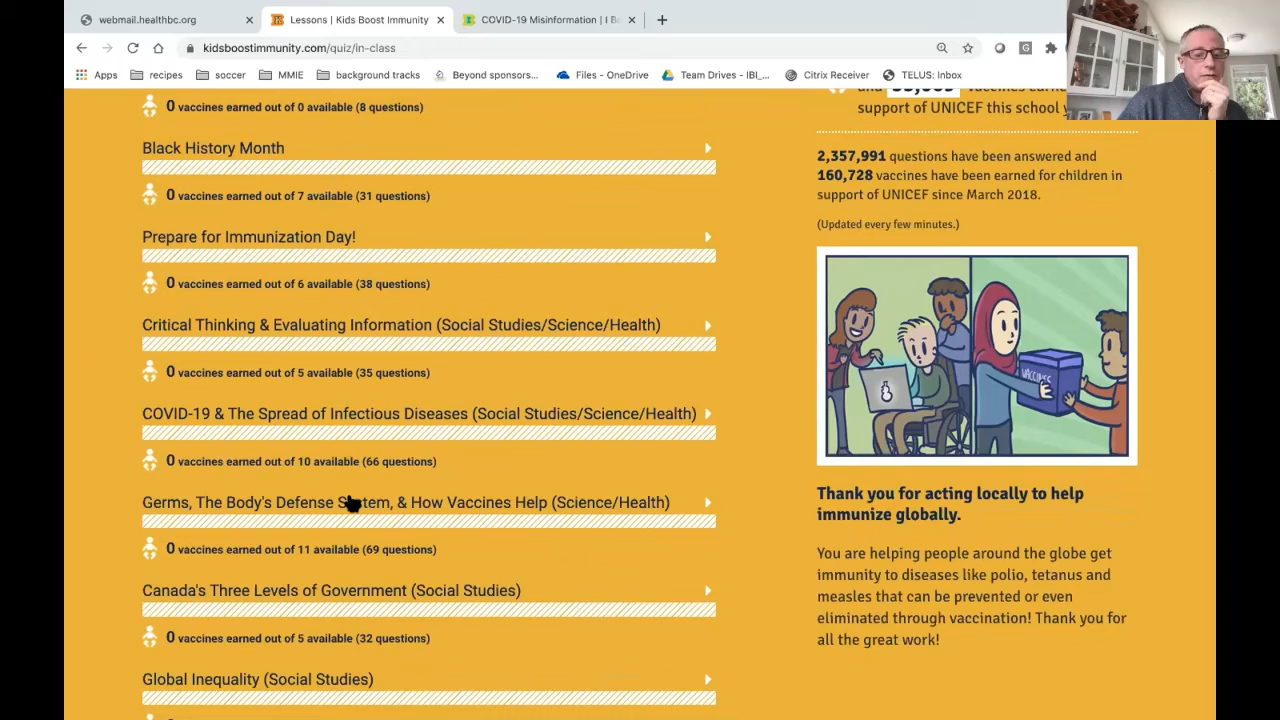 webmail.healthbc.org
Lessons | Kids Boost Immunity
COVID-19 Misinformation | I B
kidsboostimmunity.com/quiz/in-class
Apps
recipes
soccer
MMIE
background tracks
Beyond sponsors...
Files - OneDrive
Team Drives - IBI_...
Citrix Receiver
TELUS: Inbox
0 vaccines earned out of 0 available (8 questions)
Black History Month
0 vaccines earned out of 7 available (31 questions)
Prepare for Immunization Day!
0 vaccines earned out of 6 available (38 questions)
Critical Thinking & Evaluating Information (Social Studies/Science/Health)
0 vaccines earned out of 5 available (35 questions)
COVID-19 & The Spread of Infectious Diseases (Social Studies/Science/Health)
0 vaccines earned out of 10 available (66 questions)
Germs, The Body's Defense System, & How Vaccines Help (Science/Health)
0 vaccines earned out of 11 available (69 questions)
Canada's Three Levels of Government (Social Studies)
0 vaccines earned out of 5 available (32 questions)
Global Inequality (Social Studies)
support of UNICEF this school
2,357,991 questions have been answered and
160,728 vaccines have been earned for children in
support of UNICEF since March 2018.
(Updated every few minutes.)
VACCINES
Thank you for acting locally to help
immunize globally.
You are helping people around the globe get
immunity to diseases like polio, tetanus and
measles that can be prevented or even
eliminated through vaccination! Thank you for
all the great work!